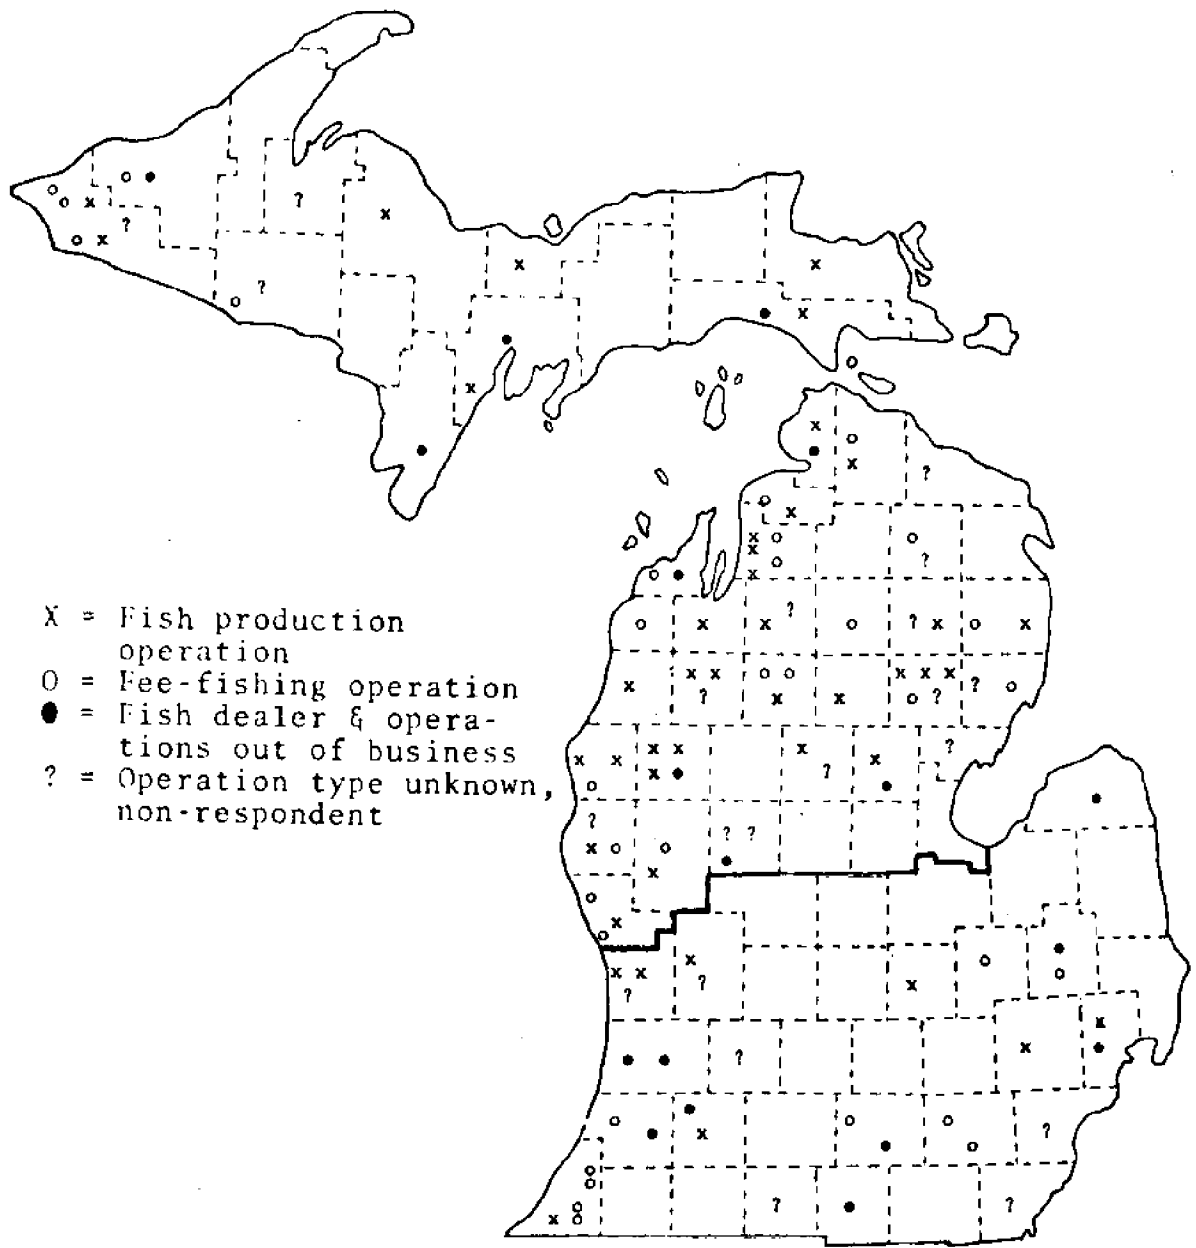 X = Fish production
operation
O = Fee-fishing operation
● = Fish dealer & opera-
tions out of business
? = Operation type unknown,
non-respondent